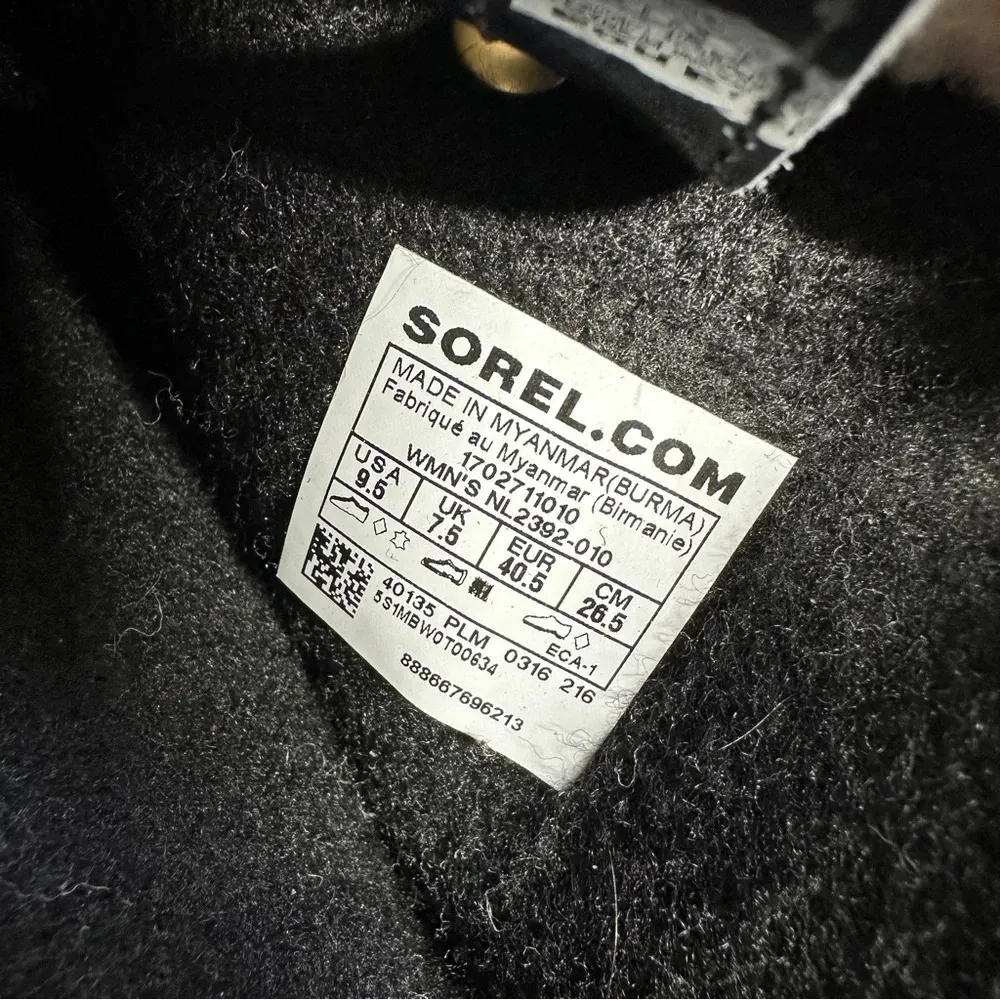 SOREL.COM
MADE IN MYANMAR(BURMA)
Fabriqué au Myanmar (Birmanie)
1702711010
WMN'S NL2392-010
USA UK EUR CM
9.5 7.5 40.5 26.5
ECA-1
40135 PLM 0316 216
5S1MBW0T00634
888667696213